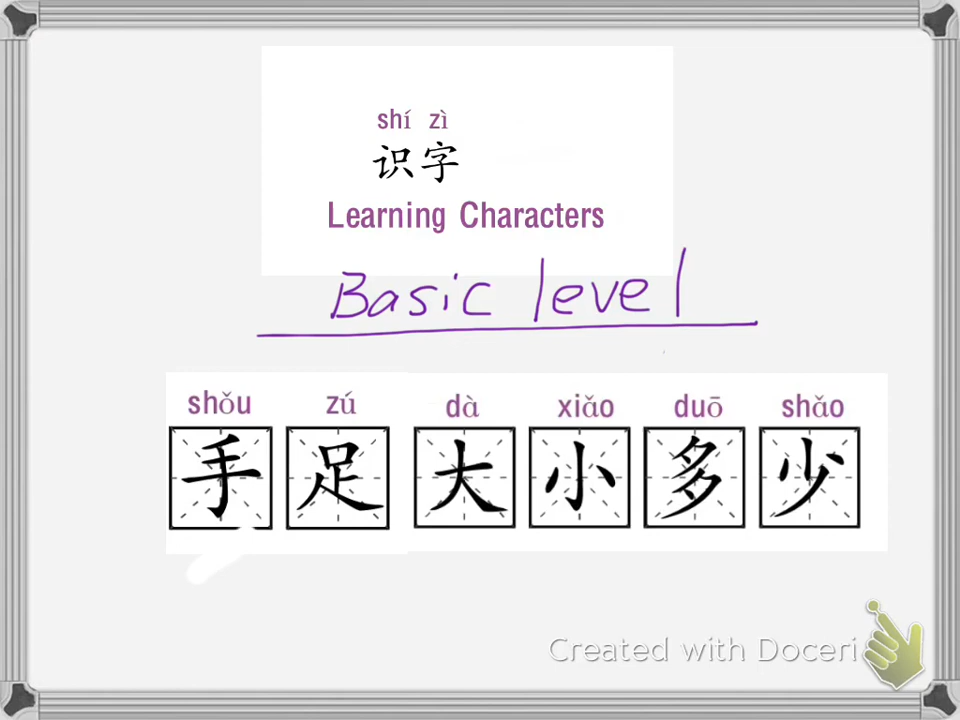 shí zì
识字
Learning Characters
Basic level
shǒu zú dà xiǎo duō shǎo
手 足 大 小 多 少
Created with Doceri